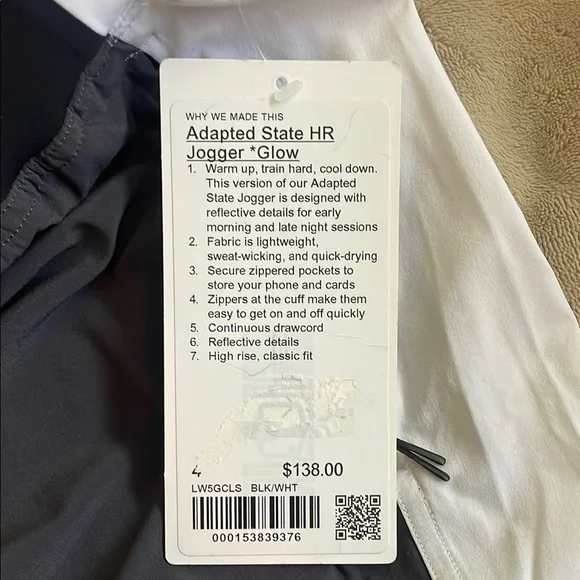 WHY WE MADE THIS
Adapted State HR
Jogger *Glow
1. Warm up, train hard, cool down.
This version of our Adapted
State Jogger is designed with
reflective details for early
morning and late night sessions
2. Fabric is lightweight,
sweat-wicking, and quick-drying
3. Secure zippered pockets to
store your phone and cards
4. Zippers at the cuff make them
easy to get on and off quickly
5. Continuous drawcord
6. Reflective details
7. High rise, classic fit
4 $138.00
LW5GCLS BLK/WHT
000153839376